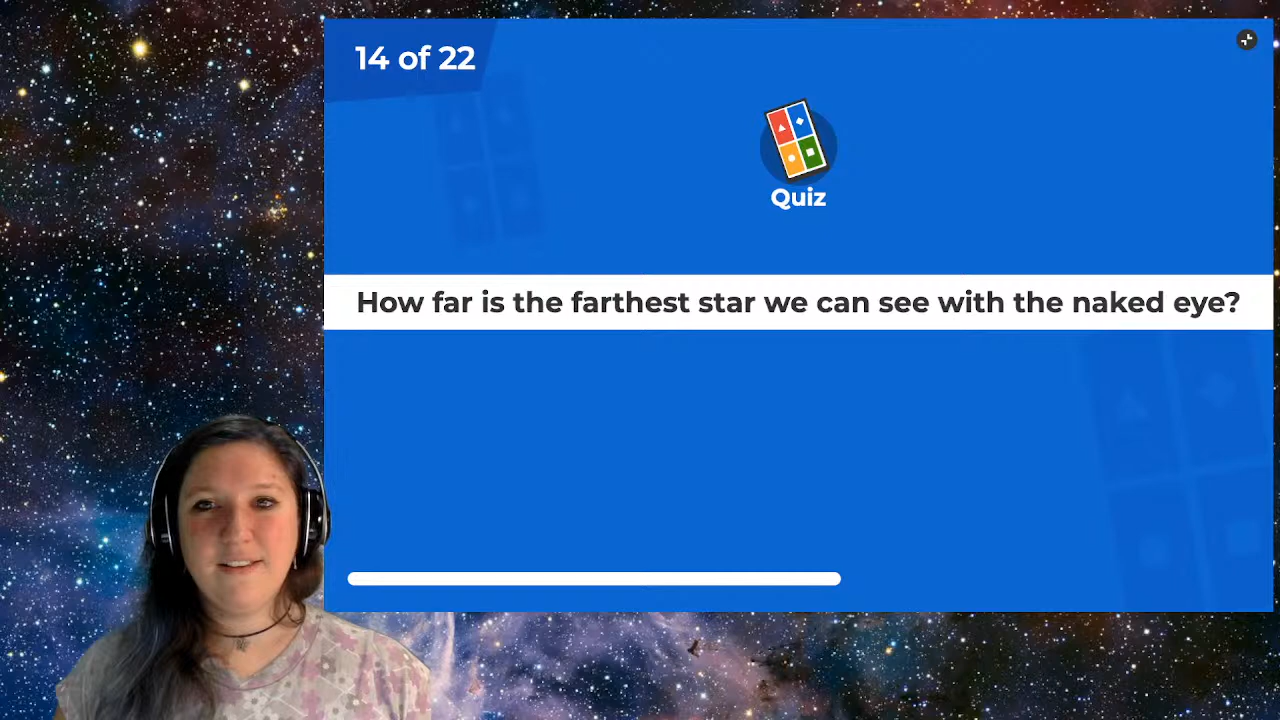 14 of 22
Quiz
How far is the farthest star we can see with the naked eye?